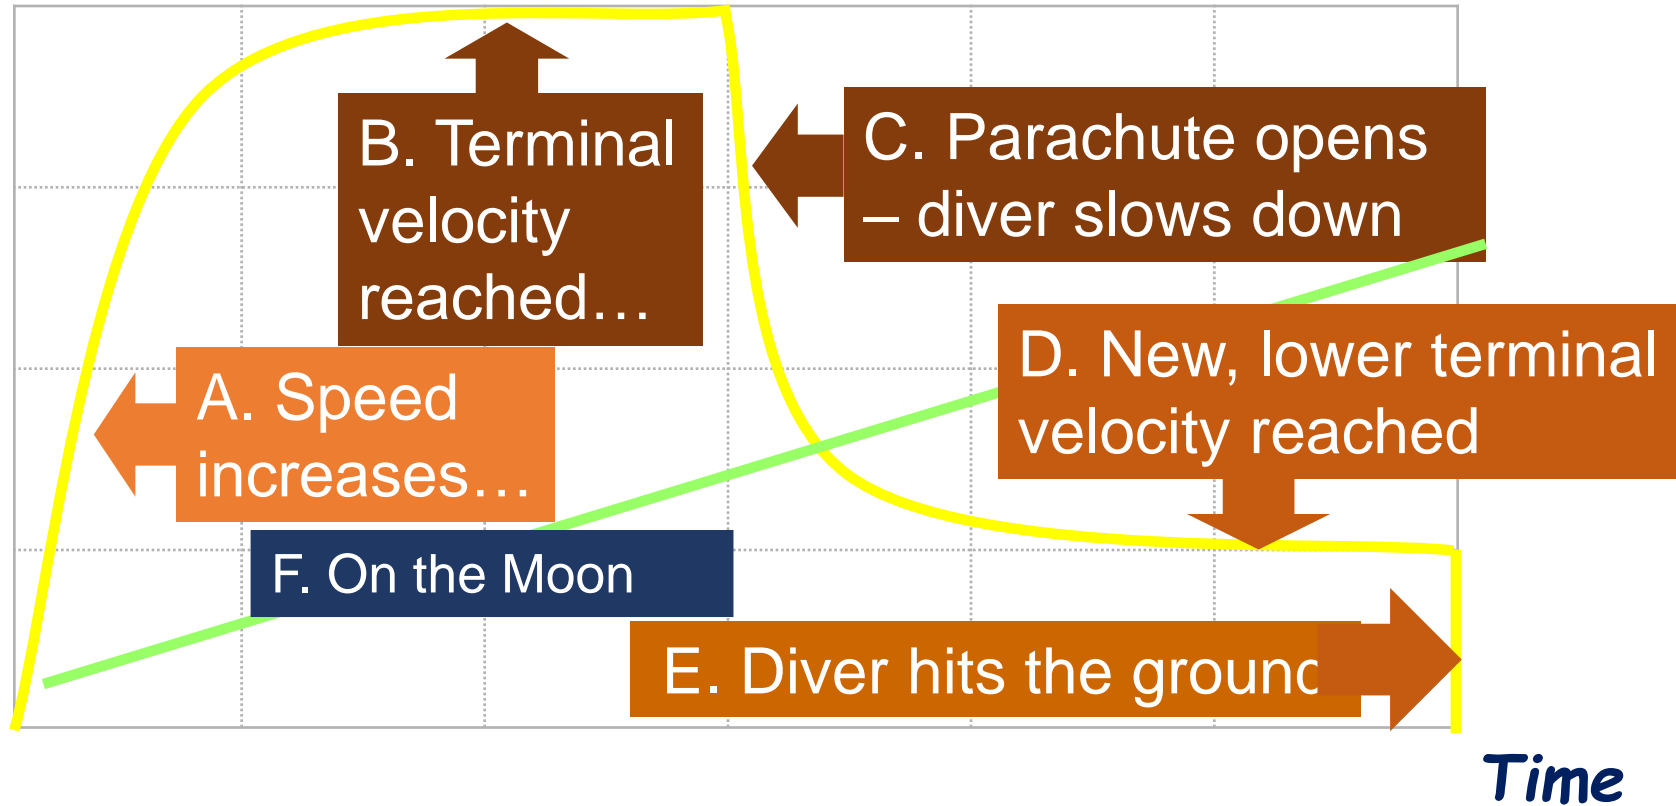 B. Terminal
velocity
reached…
C. Parachute opens
– diver slows down
A. Speed
increases…
D. New, lower terminal
velocity reached
F. On the Moon
E. Diver hits the ground
Time